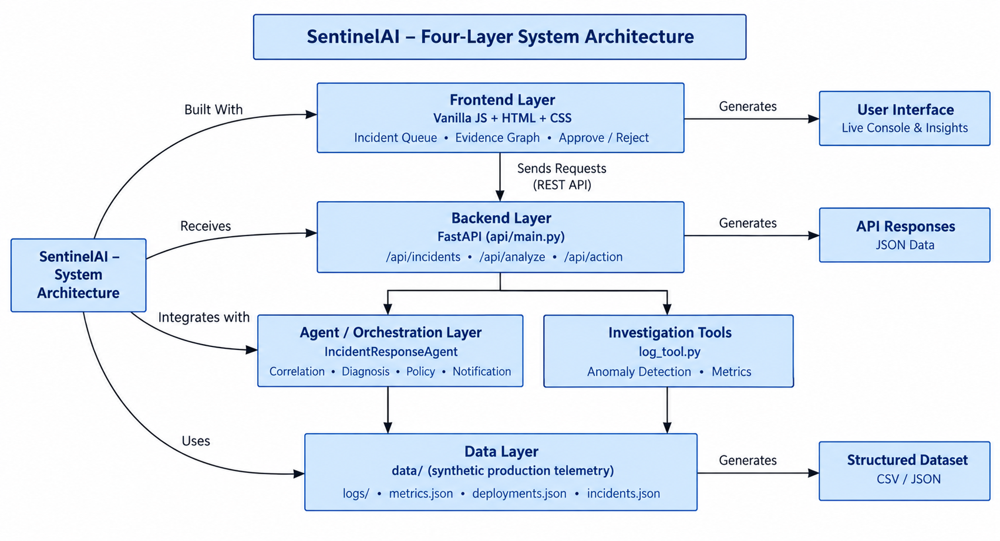 SentinelAI – Four-Layer System Architecture
Built With
Frontend Layer
Vanilla JS + HTML + CSS
Incident Queue • Evidence Graph • Approve / Reject
Generates
User Interface
Live Console & Insights
Sends Requests
(REST API)
Receives
Backend Layer
FastAPI (api/main.py)
/api/incidents • /api/analyze • /api/action
Generates
API Responses
JSON Data
SentinelAI –
System
Architecture
Integrates with
Agent / Orchestration Layer
IncidentResponseAgent
Correlation • Diagnosis • Policy • Notification
Investigation Tools
log_tool.py
Anomaly Detection • Metrics
Uses
Data Layer
data/ (synthetic production telemetry)
logs/ • metrics.json • deployments.json • incidents.json
Generates
Structured Dataset
CSV / JSON